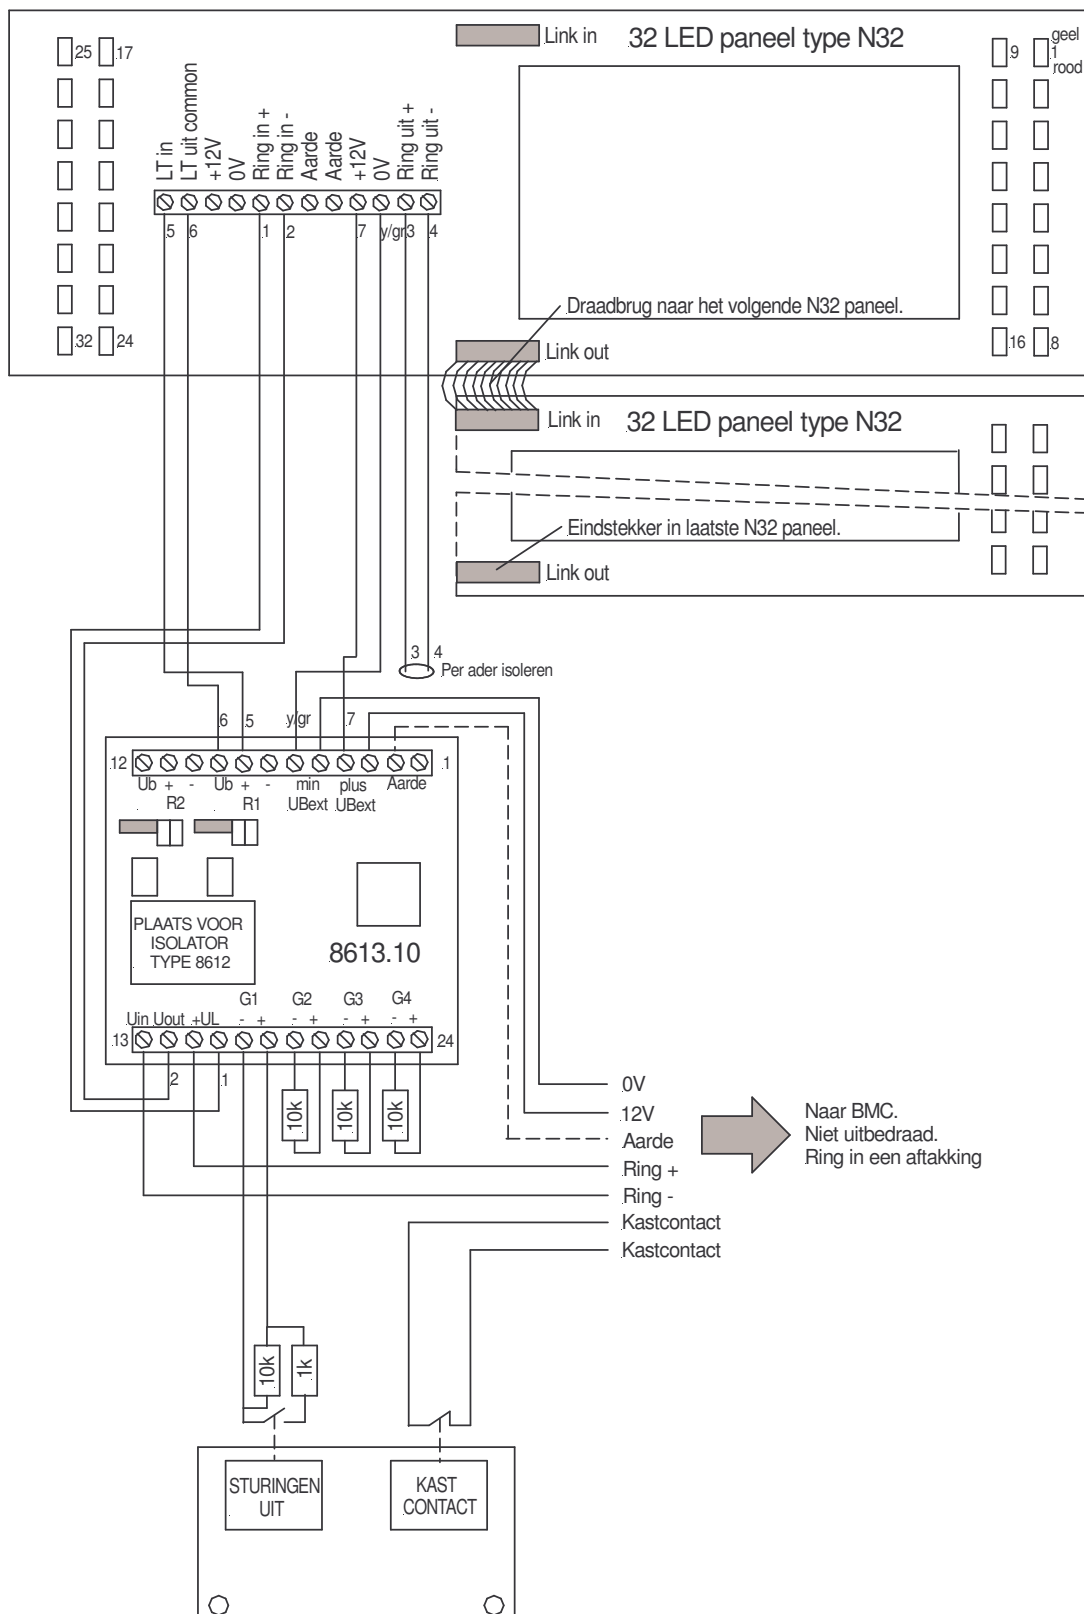 Link in
32 LED paneel type N32
geel
25
17
9
1
rood
LT in
LT uit common
+12V
0V
Ring in +
Ring in -
Aarde
Aarde
+12V
0V
Ring uit +
Ring uit -
5
6
1
2
7
y/gr
3
4
Draadbrug naar het volgende N32 paneel.
32
24
Link out
16
8
Link in
32 LED paneel type N32
Eindstekker in laatste N32 paneel.
Link out
3
4
Per ader isoleren
6
5
y/gr
7
12
1
Ub + - Ub + - min plus Aarde
R2 R1 UBext UBext
PLAATS VOOR
ISOLATOR
TYPE 8612
8613.10
G1 G2 G3 G4
Uin Uout +UL - + - + - + - +
13
24
2
1
10k
10k
10k
0V
12V
Aarde
Ring +
Ring -
Kastcontact
Kastcontact
Naar BMC.
Niet uitbedraad.
Ring in een aftakking
10k
1k
STURINGEN
UIT
KAST
CONTACT